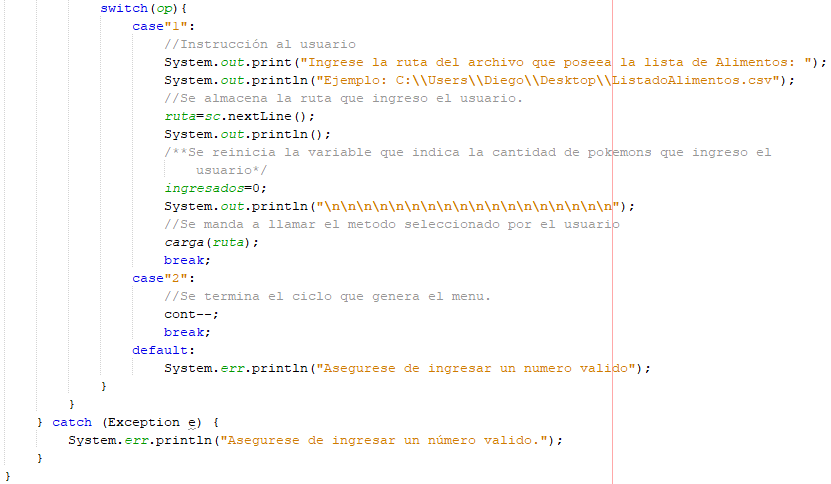 switch(op){
case"1":
//Instrucción al usuario
System.out.print("Ingrese la ruta del archivo que poseea la lista de Alimentos: ");
System.out.println("Ejemplo: C:\\Users\\Diego\\Desktop\\ListadoAlimentos.csv");
//Se almacena la ruta que ingreso el usuario.
ruta=sc.nextLine();
System.out.println();
/**Se reinicia la variable que indica la cantidad de pokemons que ingreso el
usuario*/
ingresados=0;
System.out.println("\n\n\n\n\n\n\n\n\n\n\n\n\n\n\n\n\n\n");
//Se manda a llamar el metodo seleccionado por el usuario
carga(ruta);
break;
case"2":
//Se termina el ciclo que genera el menu.
cont--;
break;
default:
System.err.println("Asegurese de ingresar un numero valido");
}
}
} catch (Exception e) {
System.err.println("Asegurese de ingresar un número valido.");
}
}